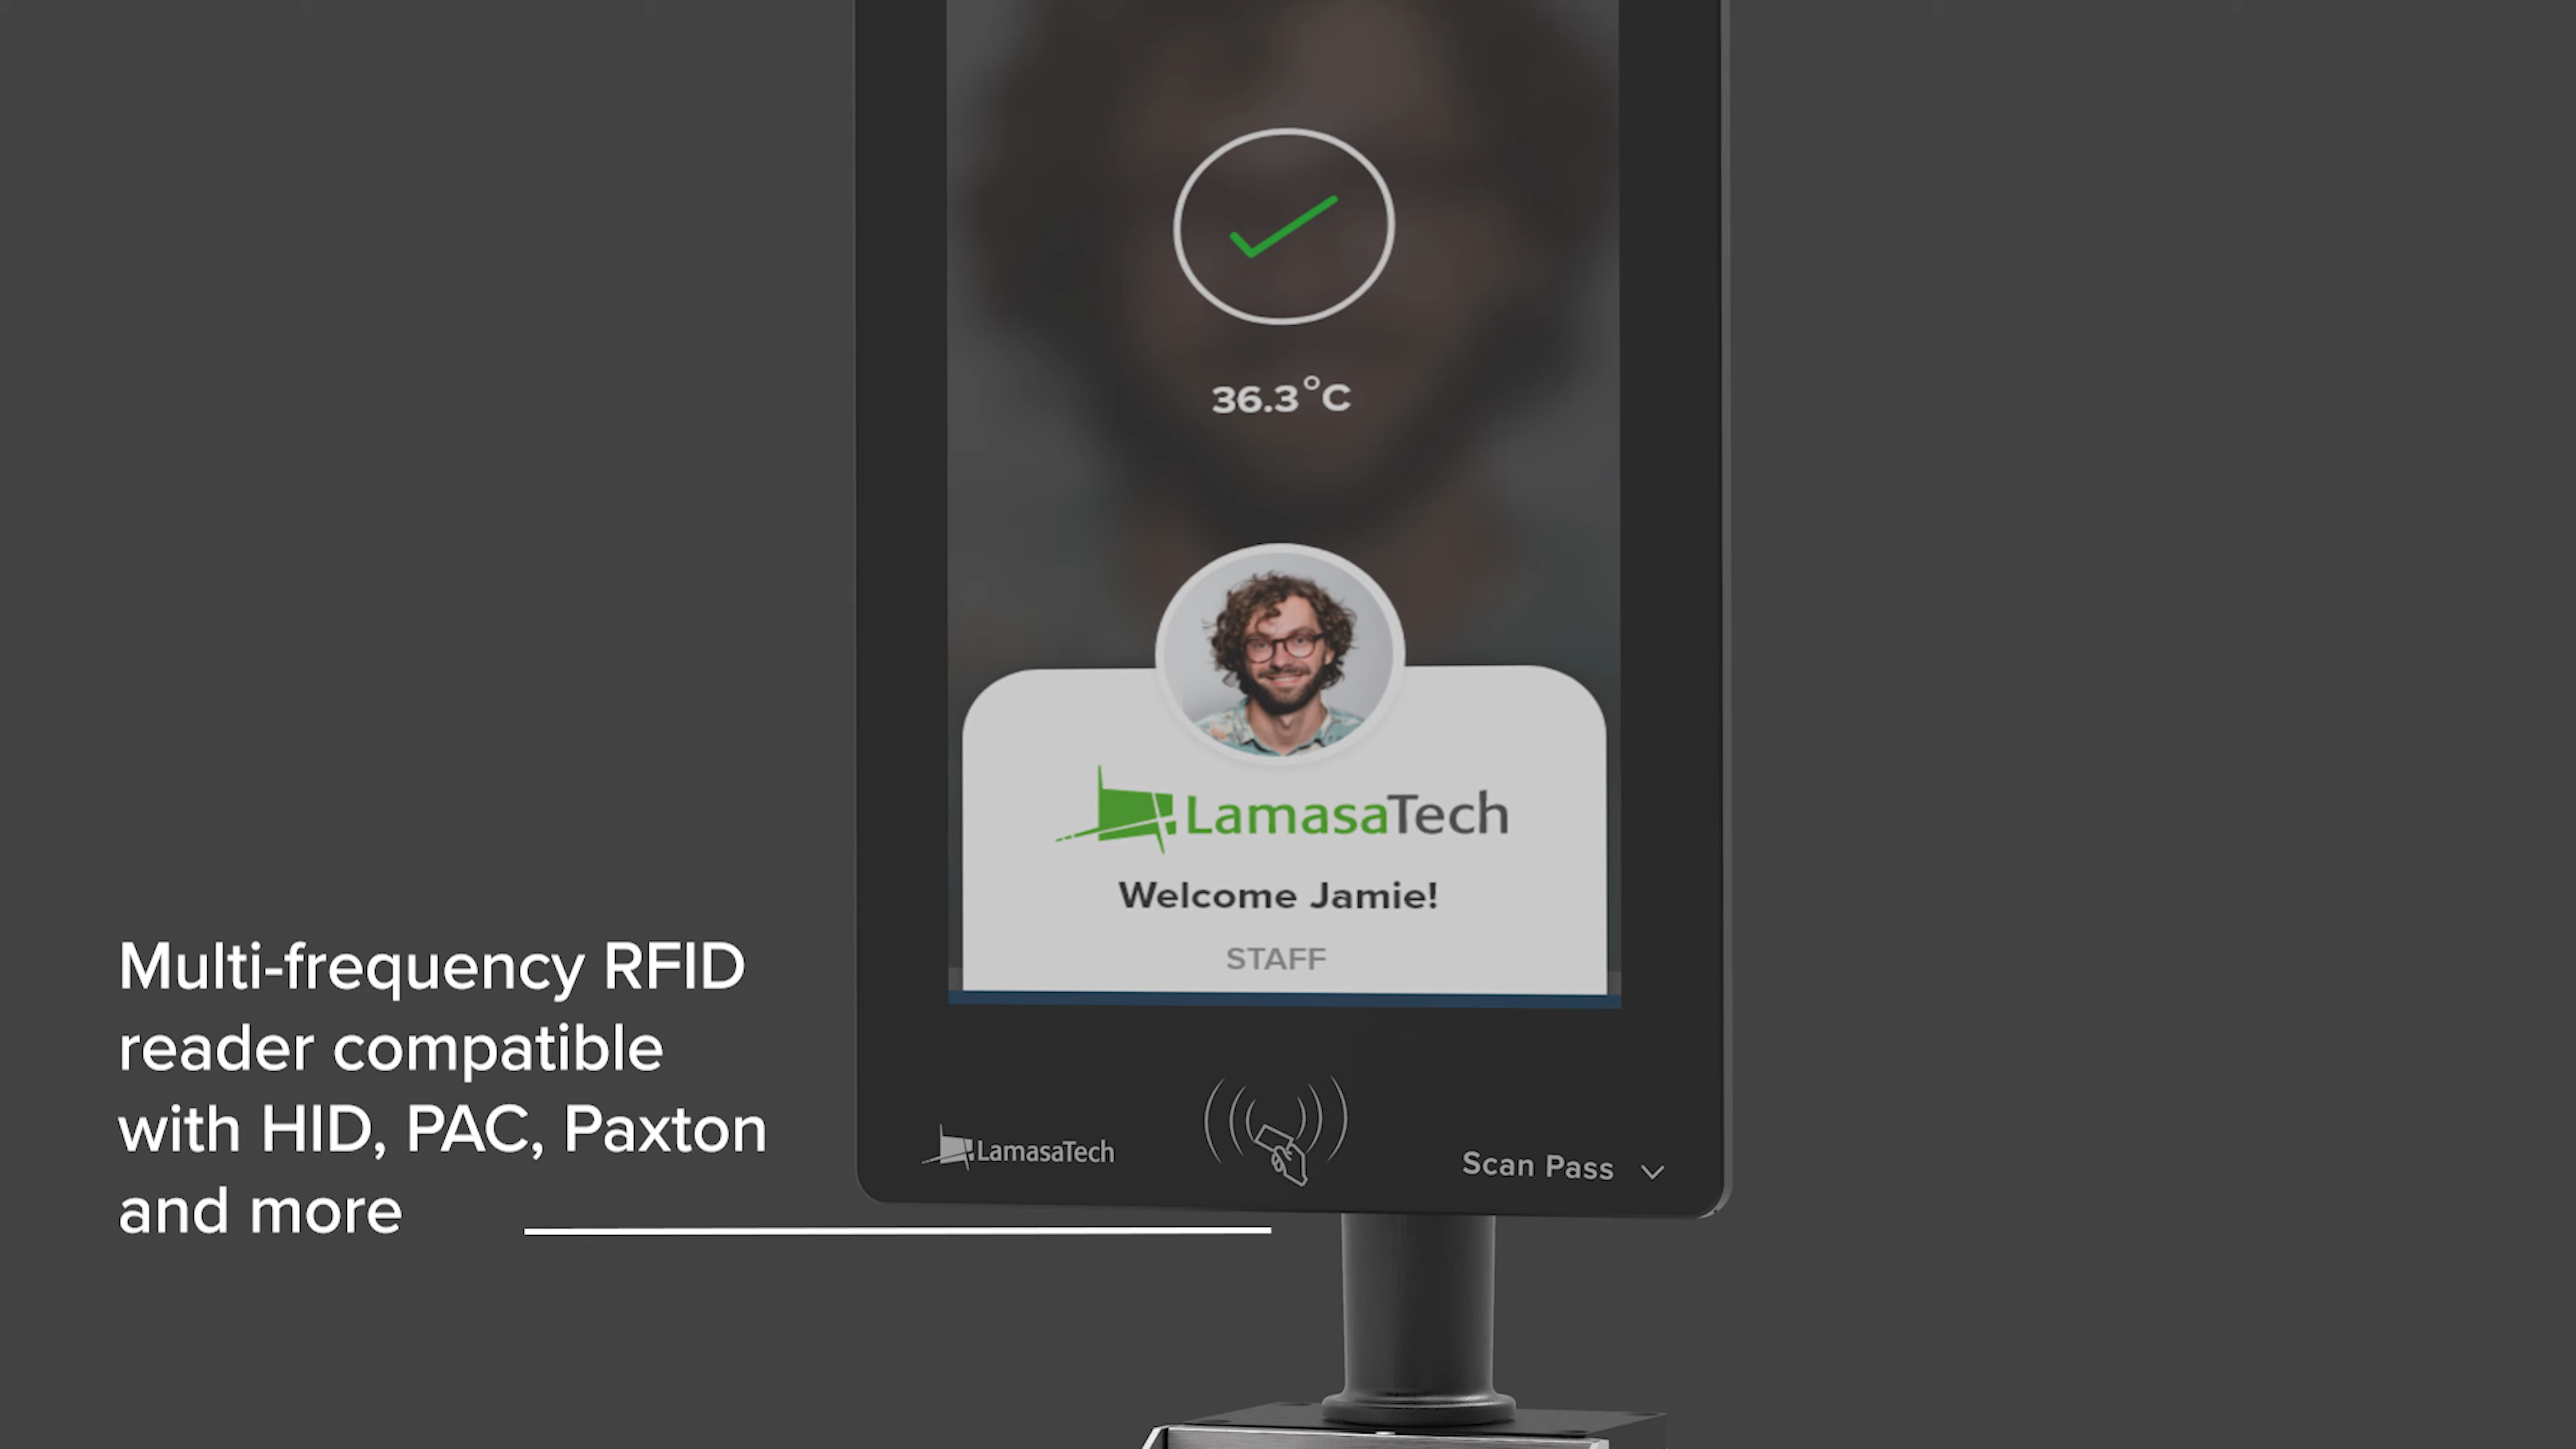 36.3°C
LamasaTech
Welcome Jamie!
STAFF
Multi-frequency RFID
reader compatible
with HID, PAC, Paxton
and more
LamasaTech
Scan Pass